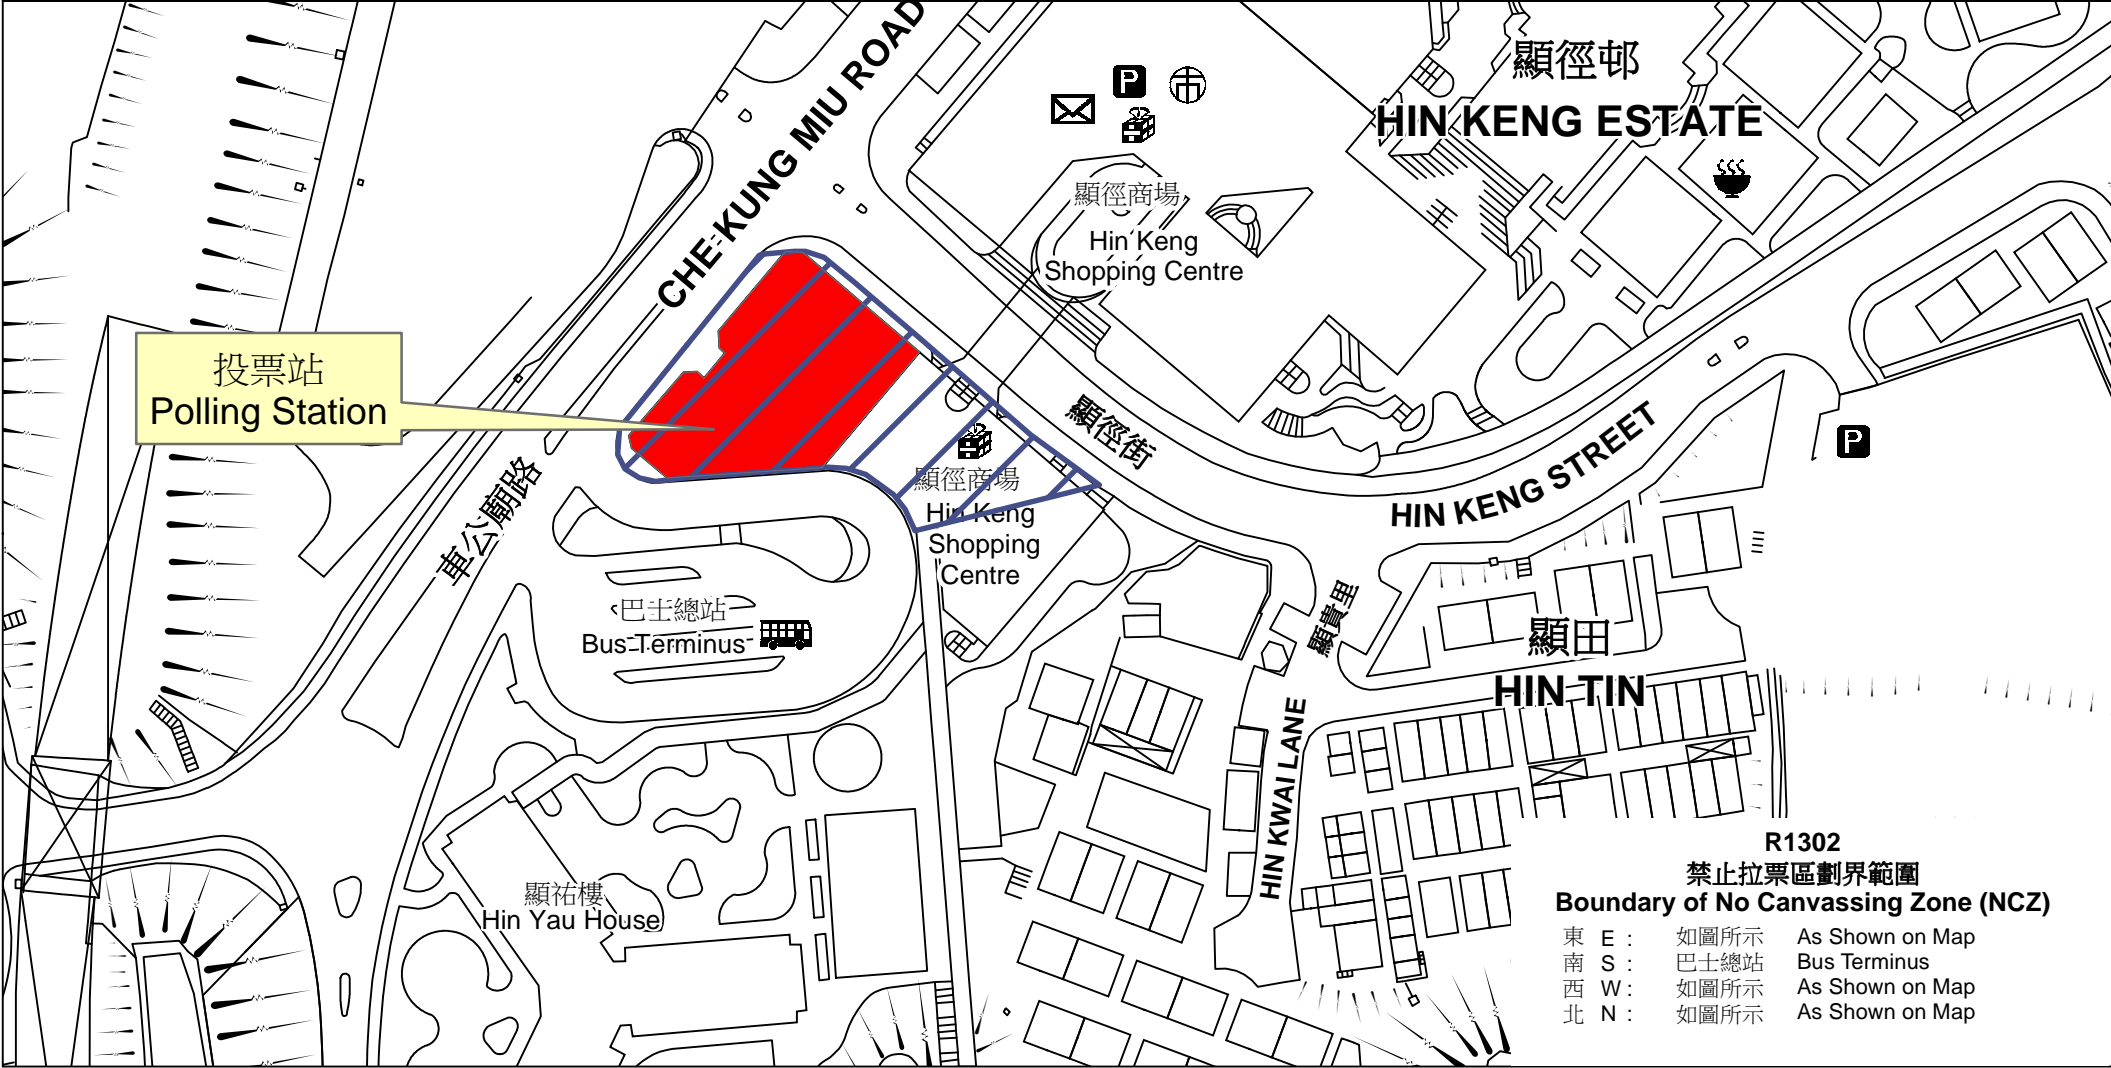 CHE KUNG MIU ROAD
顯徑邨
HIN KENG ESTATE
P
顯徑商場
Hin Keng
Shopping Centre
投票站
Polling Station
顯徑街
HIN KENG STREET
P
車公廟路
顯徑商場
Hin Keng
Shopping
Centre
巴士總站
Bus Terminus
顯貴里
HIN KWAI LANE
顯田
HIN TIN
顯祐樓
Hin Yau House
R1302
禁止拉票區劃界範圍
Boundary of No Canvassing Zone (NCZ)
東 E : 如圖所示 As Shown on Map
南 S : 巴士總站 Bus Terminus
西 W : 如圖所示 As Shown on Map
北 N : 如圖所示 As Shown on Map